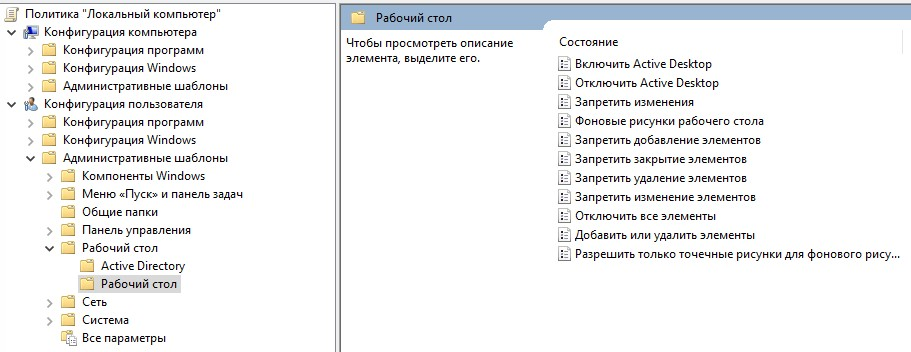 Политика "Локальный компьютер"
Конфигурация компьютера
Конфигурация программ
Конфигурация Windows
Административные шаблоны
Конфигурация пользователя
Конфигурация программ
Конфигурация Windows
Административные шаблоны
Компоненты Windows
Меню «Пуск» и панель задач
Общие папки
Панель управления
Рабочий стол
Active Directory
Рабочий стол
Сеть
Система
Все параметры
Рабочий стол
Чтобы просмотреть описание
элемента, выделите его.
Состояние
Включить Active Desktop
Отключить Active Desktop
Запретить изменения
Фоновые рисунки рабочего стола
Запретить добавление элементов
Запретить закрытие элементов
Запретить удаление элементов
Запретить изменение элементов
Отключить все элементы
Добавить или удалить элементы
Разрешить только точечные рисунки для фонового рису...